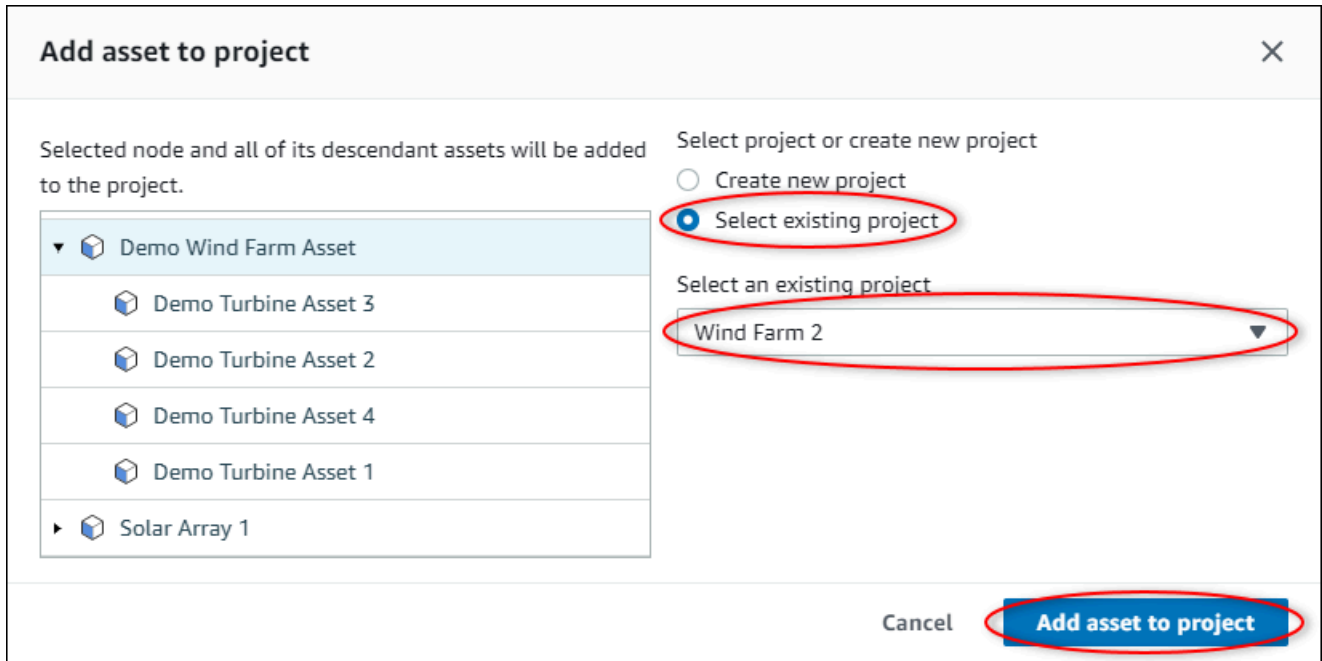 Add asset to project
Selected node and all of its descendant assets will be added
to the project.
Demo Wind Farm Asset
Demo Turbine Asset 3
Demo Turbine Asset 2
Demo Turbine Asset 4
Demo Turbine Asset 1
Solar Array 1
Select project or create new project
Create new project
Select existing project
Select an existing project
Wind Farm 2
Cancel
Add asset to project